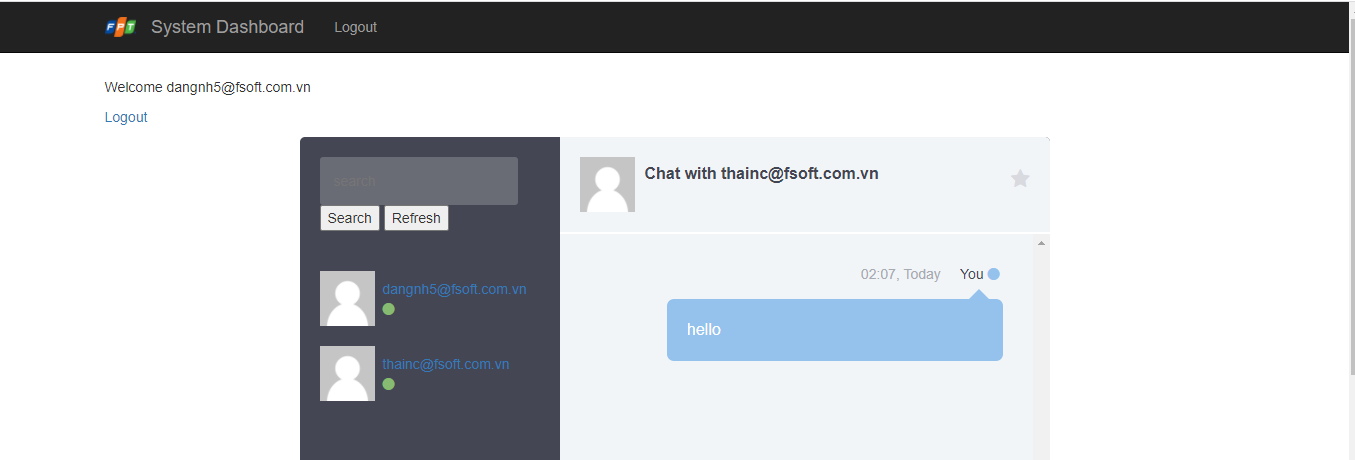 FPT System Dashboard Logout
Welcome dangnh5@fsoft.com.vn
Logout
search
Search Refresh
dangnh5@fsoft.com.vn
thainc@fsoft.com.vn
Chat with thainc@fsoft.com.vn
02:07, Today You
hello